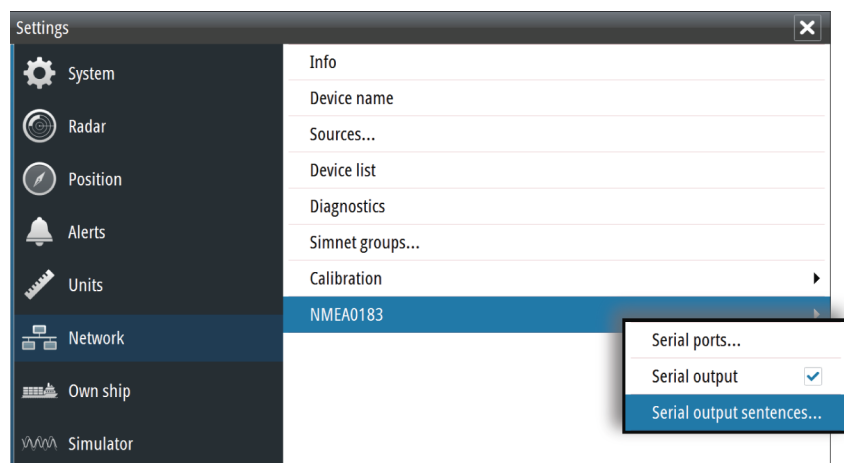 Settings
System
Radar
Position
Alerts
Units
Network
Own ship
Simulator
Info
Device name
Sources...
Device list
Diagnostics
Simnet groups...
Calibration
NMEA0183
Serial ports...
Serial output
Serial output sentences...